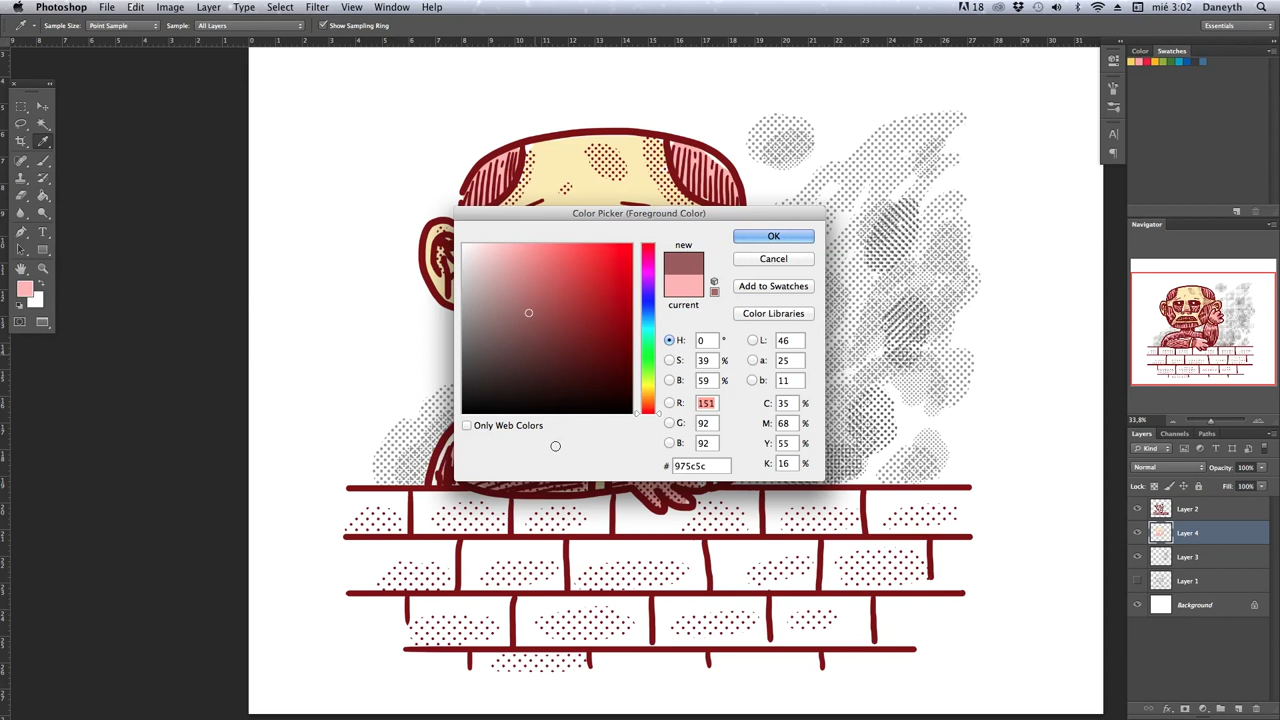 Photoshop File Edit Image Layer Type Select Filter View Window Help 18 mié 3:02 Daneyth
Sample Size: Point Sample Sample: All Layers Show Sampling Ring Essentials
Color Swatches
Color Picker (Foreground Color)
new
OK
Cancel
Add to Swatches
current
Color Libraries
H: 0 ° L: 46
S: 39 % a: 25
B: 59 % b: 11
R: 151 C: 35 %
G: 92 M: 68 %
B: 92 Y: 55 %
# 975c5c K: 16 %
Only Web Colors
Navigator
33,8%
Layers Channels Paths
Kind
Normal Opacity: 100%
Lock: Fill: 100%
Layer 2
Layer 4
Layer 3
Layer 1
Background